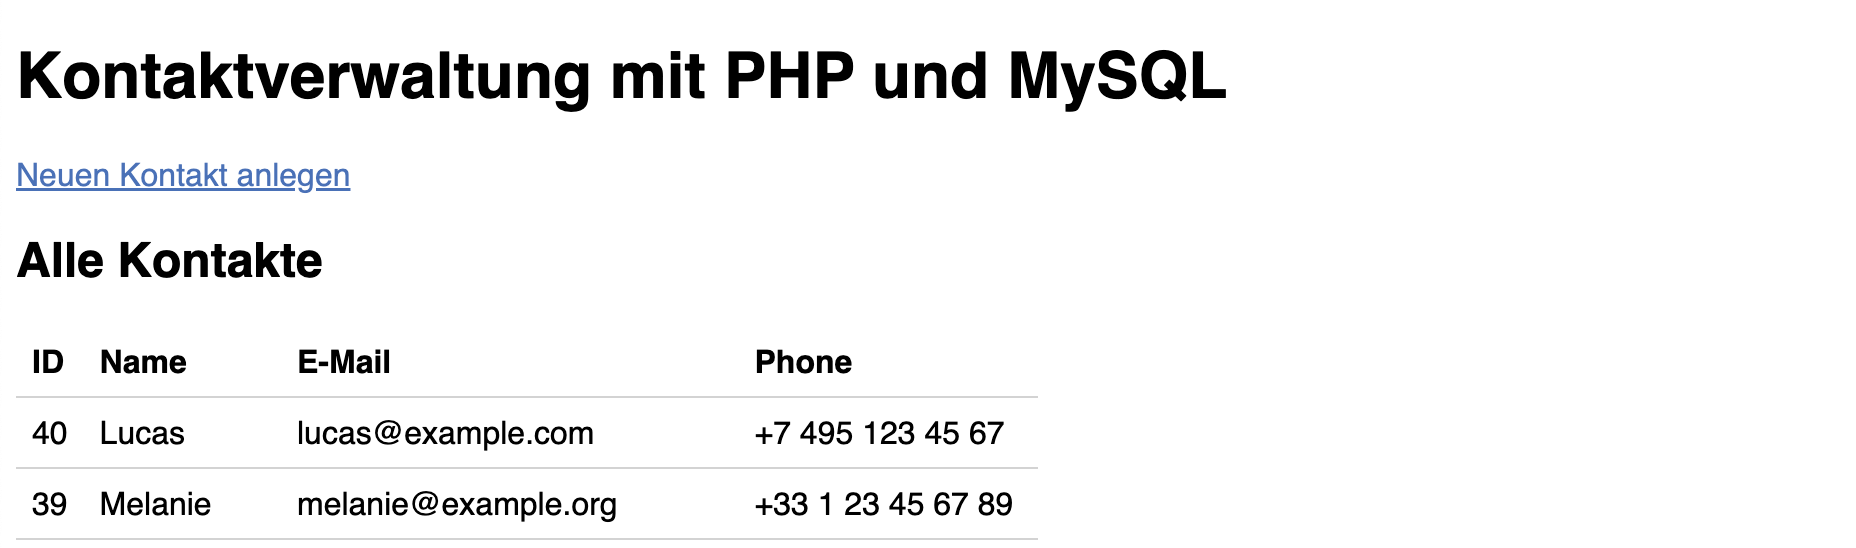 Kontaktverwaltung mit PHP und MySQL
Neuen Kontakt anlegen
Alle Kontakte
ID Name E-Mail Phone
40 Lucas lucas@example.com +7 495 123 45 67
39 Melanie melanie@example.org +33 1 23 45 67 89